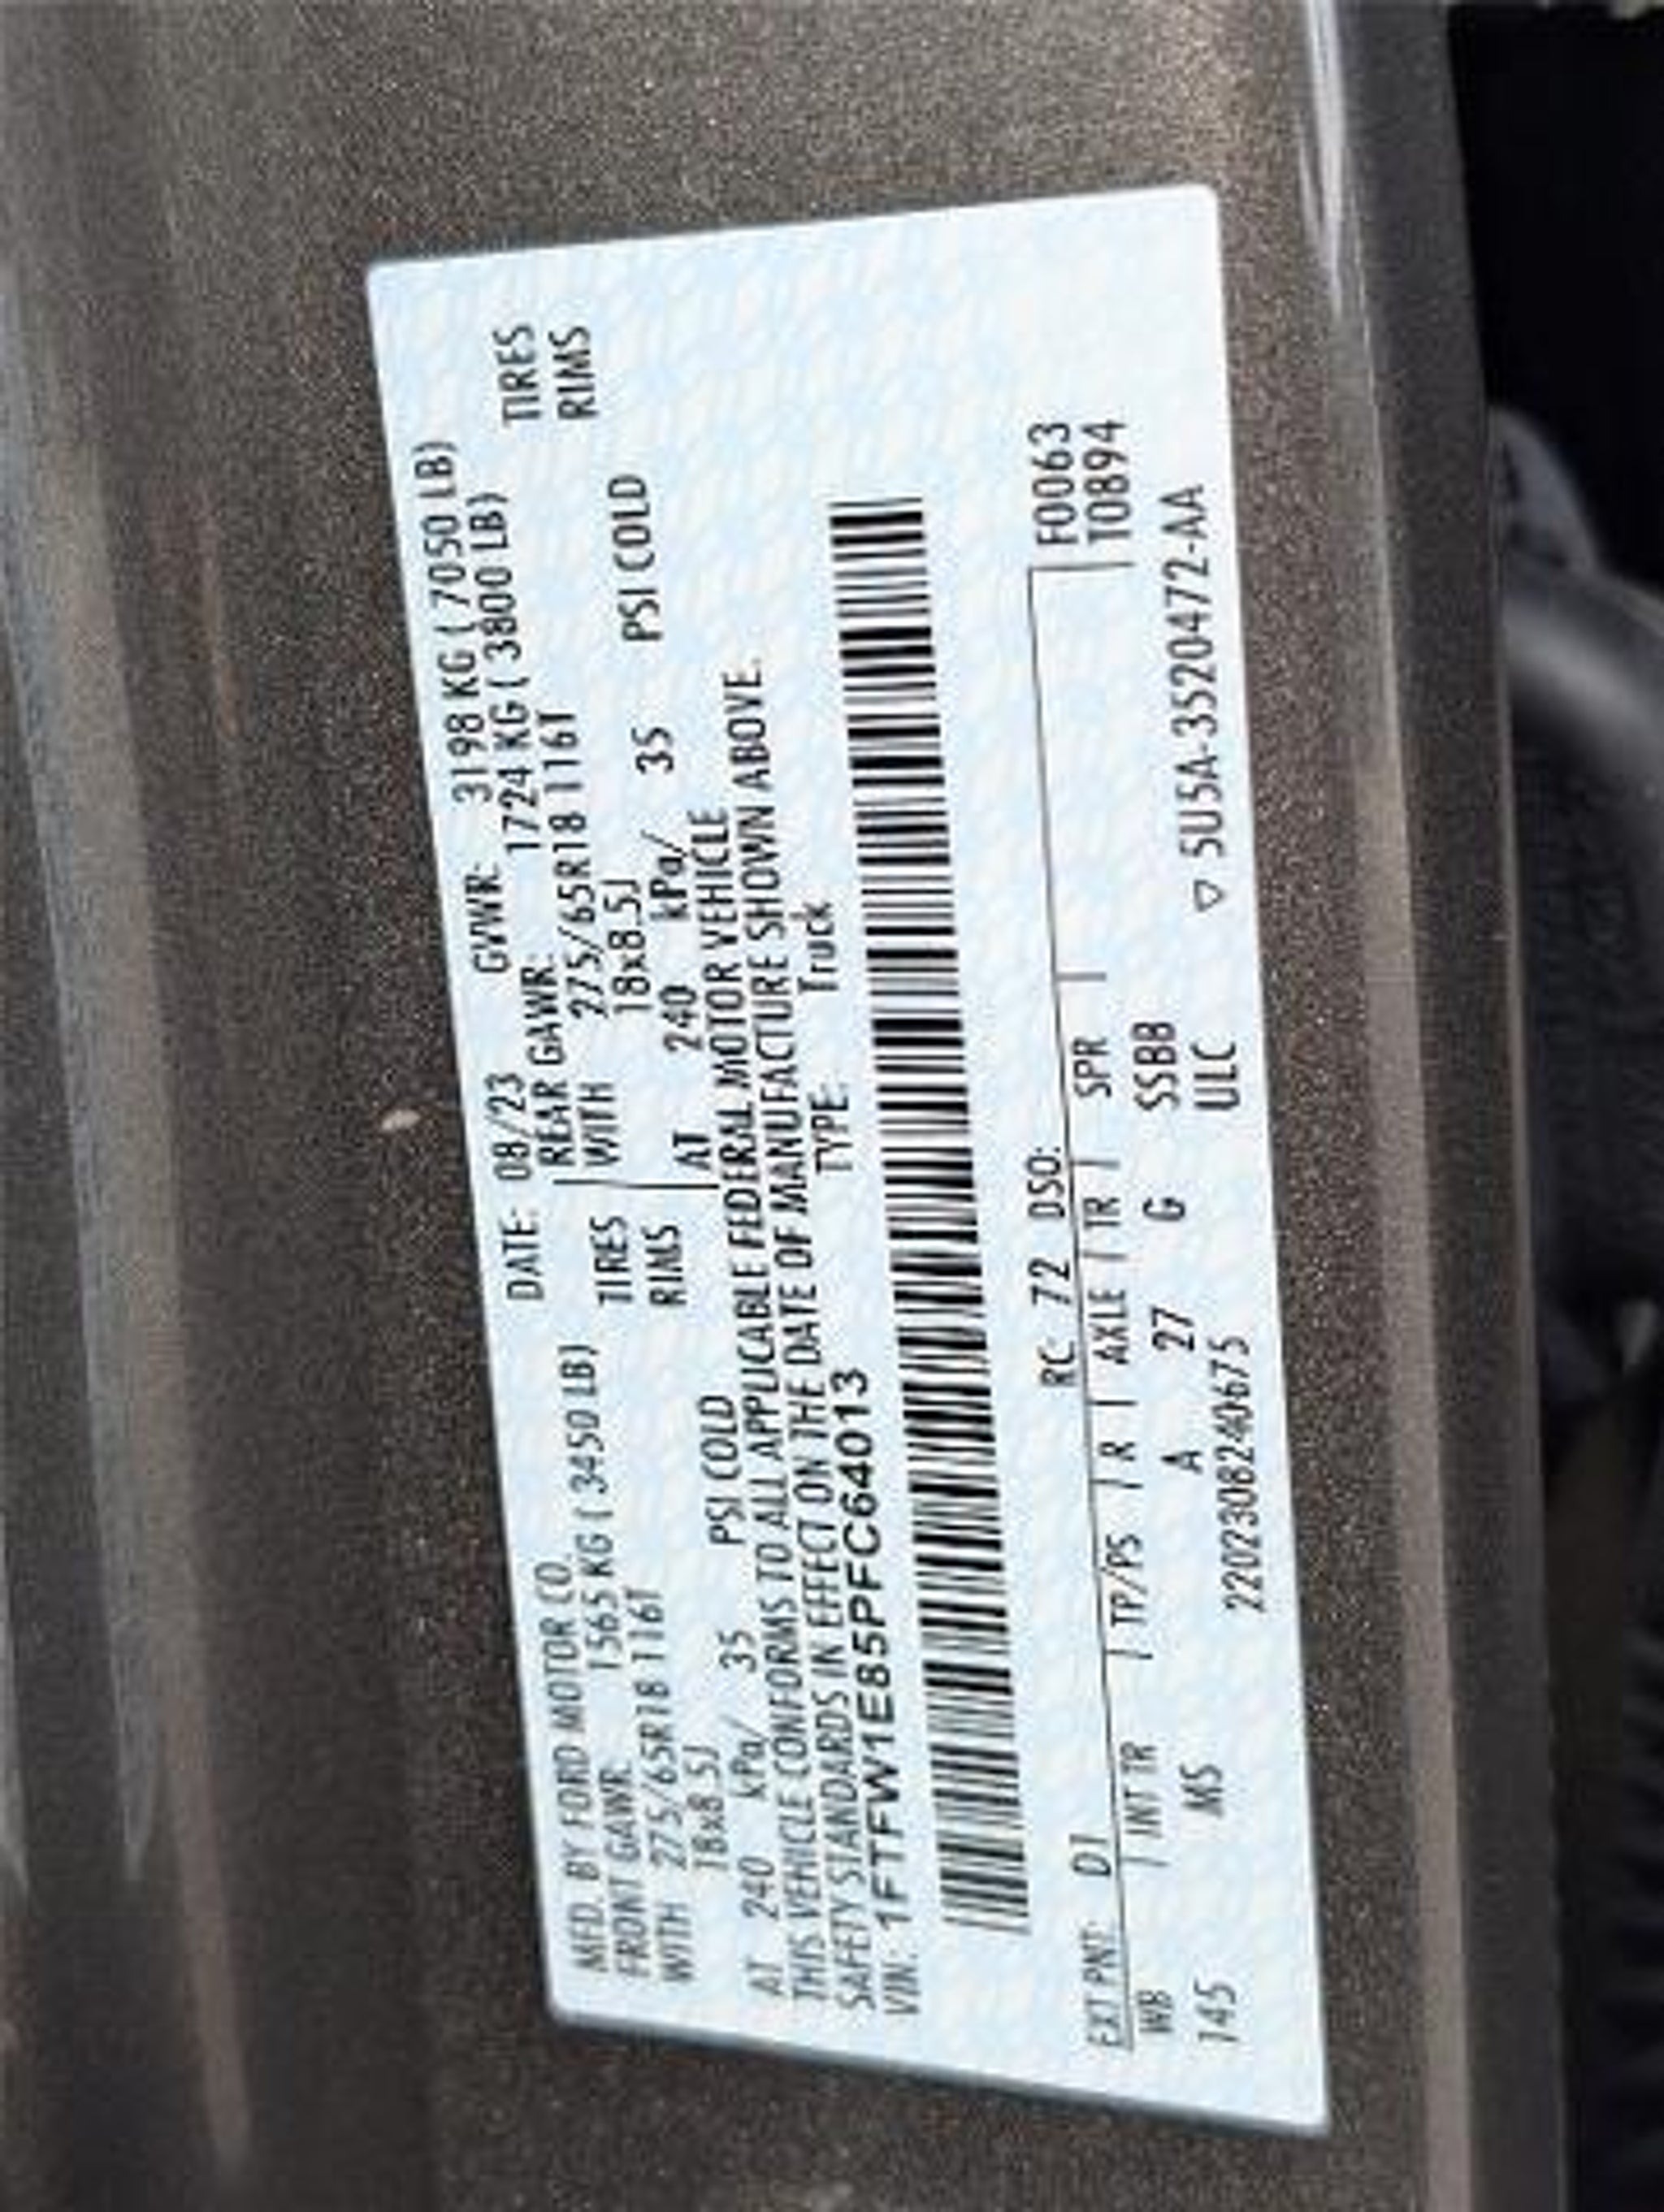 MFD. BY FORD MOTOR CO. DATE: 08/23 GVWR: 3198 KG ( 7050 LB)
FRONT GAWR: 1565 KG ( 3450 LB) REAR GAWR: 1724 KG ( 3800 LB)
WITH 275/65R18 116T TIRES WITH 275/65R18 116T TIRES
18x8.5J RIMS 18x8.5J RIMS
AT 240 kPa/ 35 PSI COLD AT 240 kPa/ 35 PSI COLD
THIS VEHICLE CONFORMS TO ALL APPLICABLE FEDERAL MOTOR VEHICLE
SAFETY STANDARDS IN EFFECT ON THE DATE OF MANUFACTURE SHOWN ABOVE.
VIN: 1FTFW1E85PFC64013 TYPE: Truck
EXT PNT: D1 RC: 72 DSO: F0063
WB / INT TR / TP/PS / R / AXLE / TR / SPR / T0894
145 MS A 27 G SSBB
2202308240675 ULC ▽ 5U5A-3520472-AA